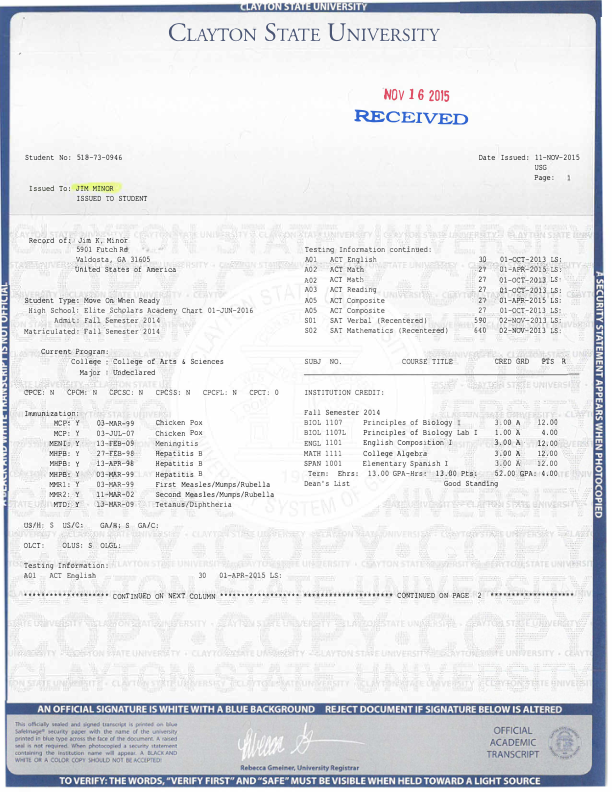 CLAYTON STATE UNIVERSITY
CLAYTON STATE UNIVERSITY
NOV 16 2015
RECEIVED
Student No: 518-73-0946
Date Issued: 11-NOV-2015
USG
Page: 1
Issued To: JIM MINOR
ISSUED TO STUDENT
Record of: Jim K. Minor
5901 Futch Rd
Valdosta, GA 31605
United States of America
Student Type: Move On When Ready
High School: Elite Scholars Academy Chart 01-JUN-2016
Admit: Fall Semester 2014
Matriculated: Fall Semester 2014
Current Program:
College : College of Arts & Sciences
Major : Undeclared
CPCE: N CPCM: N CPCSC: N CPCSS: N CPCFL: N CPCT: 0
Immunization:
MCP: Y 03-MAR-99 Chicken Pox
MCP: Y 03-JUL-07 Chicken Pox
MENI: Y 13-FEB-09 Meningitis
MHPB: Y 27-FEB-98 Hepatitis B
MHPB: Y 13-APR-98 Hepatitis B
MHPB: Y 03-MAR-99 Hepatitis B
MMR1: Y 03-MAR-99 First Measles/Mumps/Rubella
MMR2: Y 11-MAR-02 Second Measles/Mumps/Rubella
MTD: Y 13-MAR-09 Tetanus/Diphtheria
US/H: S US/C: GA/H: S GA/C:
OLCT: OLUS: S OLGL:
Testing Information:
A01 ACT English 30 01-APR-2015 LS:
******************** CONTINUED ON NEXT COLUMN *******************
Testing Information continued:
A01 ACT English 30 01-OCT-2013 LS:
A02 ACT Math 27 01-APR-2015 LS:
A02 ACT Math 27 01-OCT-2013 LS:
A03 ACT Reading 27 01-OCT-2013 LS:
A05 ACT Composite 27 01-APR-2015 LS:
A05 ACT Composite 27 01-OCT-2013 LS:
S01 SAT Verbal (Recentered) 590 02-NOV-2013 LS:
S02 SAT Mathematics (Recentered) 640 02-NOV-2013 LS:
SUBJ NO. COURSE TITLE CRED GRD PTS R
INSTITUTION CREDIT:
Fall Semester 2014
BIOL 1107 Principles of Biology I 3.00 A 12.00
BIOL 1107L Principles of Biology Lab I 1.00 A 4.00
ENGL 1101 English Composition I 3.00 A 12.00
MATH 1111 College Algebra 3.00 A 12.00
SPAN 1001 Elementary Spanish I 3.00 A 12.00
Term: Ehrs: 13.00 GPA-Hrs: 13.00 Pts: 52.00 GPA: 4.00
Dean's List Good Standing
********************** CONTINUED ON PAGE 2 ********************
A SECURITY STATEMENT APPEARS WHEN PHOTOCOPIED
A BLACK AND WHITE TRANSCRIPT IS NOT OFFICIAL
AN OFFICIAL SIGNATURE IS WHITE WITH A BLUE BACKGROUND REJECT DOCUMENT IF SIGNATURE BELOW IS ALTERED
This officially sealed and signed transcript is printed on blue
SafeImage® security paper with the name of the university
printed in blue type across the face of the document. A raised
seal is not required. When photocopied a security statement
containing the institution name will appear. A BLACK AND
WHITE OR A COLOR COPY SHOULD NOT BE ACCEPTED!
Rebecca Gmeiner, University Registrar
OFFICIAL
ACADEMIC
TRANSCRIPT
TO VERIFY: THE WORDS, "VERIFY FIRST" AND "SAFE" MUST BE VISIBLE WHEN HELD TOWARD A LIGHT SOURCE
COPY COPY COPY COPY
CLAYTON STATE UNIVERSITY